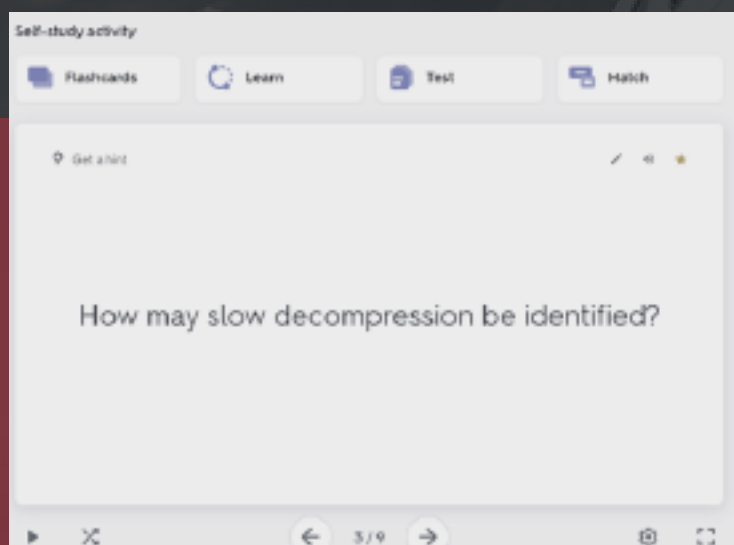 Self-study activity
Flashcards
Learn
Test
Match
Get a hint
How may slow decompression be identified?
3 / 9